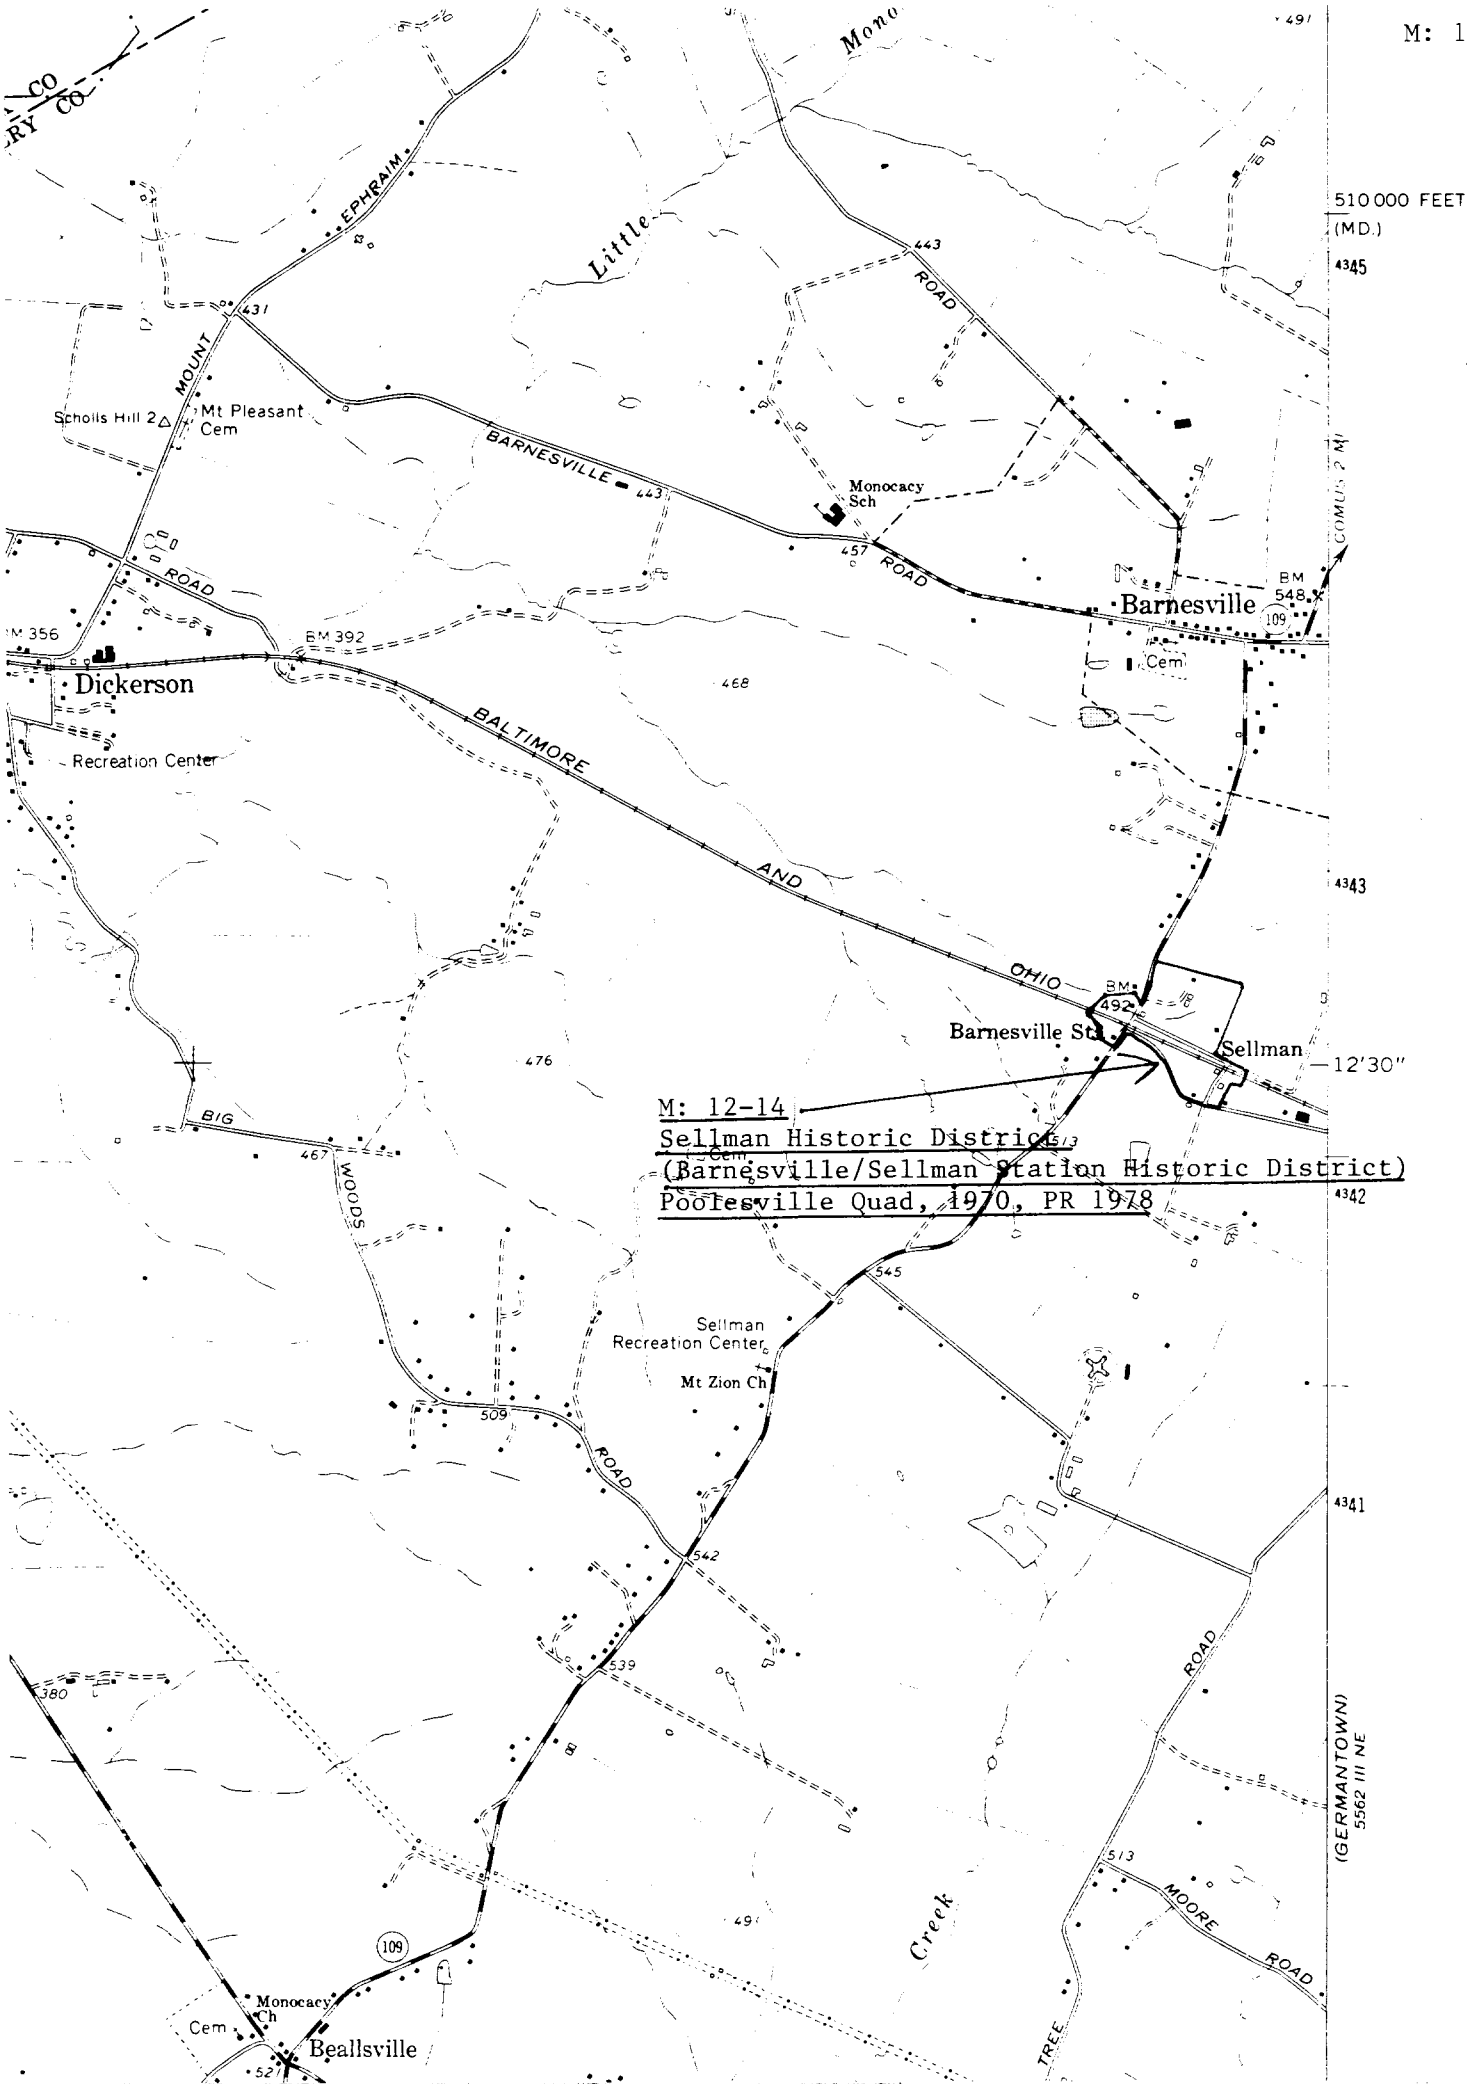 Mono
491
M: 1
CO
RY CO
510 000 FEET
(MD.)
EPHRAIM
Little
443
ROAD
4345
431
MOUNT
Scholls Hill 2
Mt Pleasant
Cem
BARNESVILLE
443
Monocacy
Sch
COMUS 2 MI
457
ROAD
ROAD
BM
548
Barnesville
109
M 356
BM 392
Cem
Dickerson
468
BALTIMORE
Recreation Center
AND
4343
OHIO
BM
492
Barnesville Sta
Sellman
12'30"
476
M: 12-14
BIG
467
Sellman Historic District
513
Cem
(Barnesville/Sellman Station Historic District)
WOODS
4342
Poolesville Quad, 1970, PR 1978
545
Sellman
Recreation Center
Mt Zion Ch
509
ROAD
4341
542
ROAD
539
380
(GERMANTOWN)
5562 III NE
513
MOORE
ROAD
Creek
491
109
Monocacy
Ch
Cem
Beallsville
521
TREE